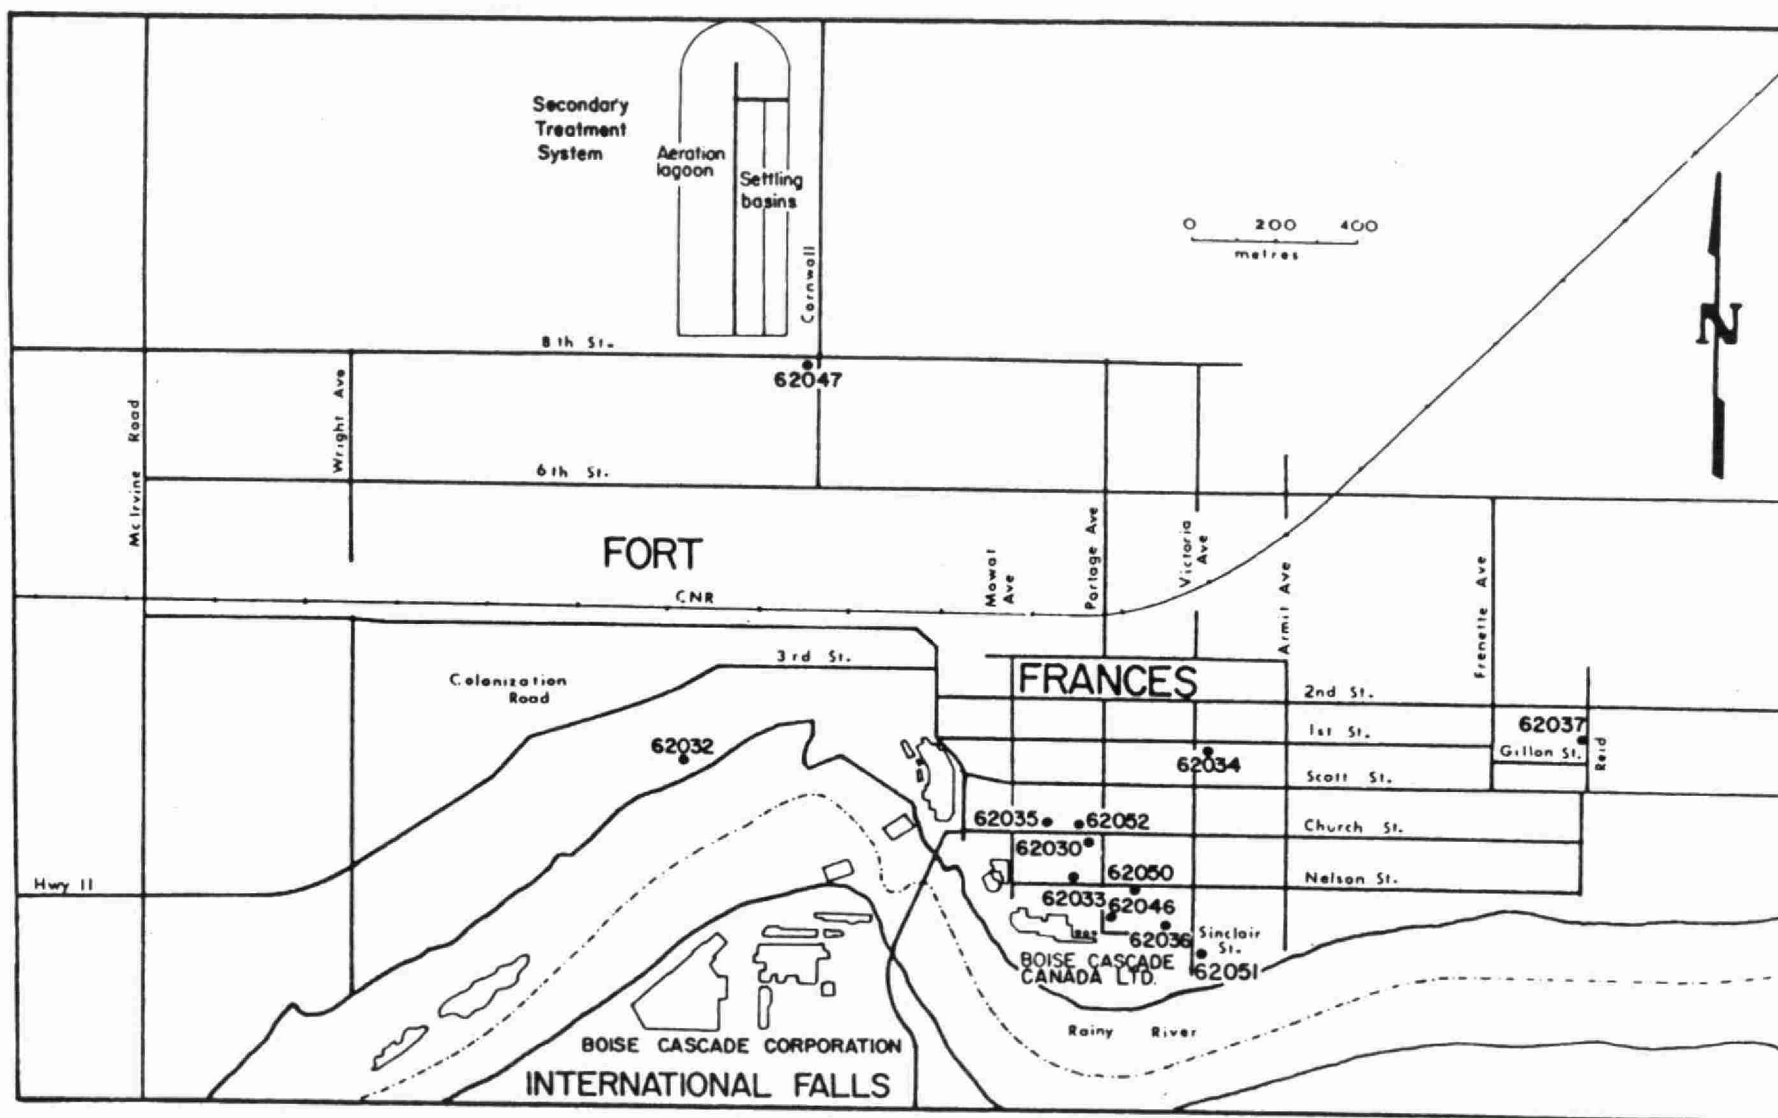 Secondary
Treatment
System
Aeration
lagoon
Settling
basins
Cornwall
0 200 400
metres
N
8th St.
62047
McIrvine Road
Wright Ave
6th St.
FORT
CNR
Mowat
Ave
Portage Ave
Victoria
Ave
Armit Ave
Frenette Ave
3rd St.
Colonization
Road
FRANCES
2nd St.
1st St.
62037
Gillon St.
Reid
62032
62034
Scott St.
62035
62052
Church St.
62030
62050
Hwy 11
Nelson St.
62033
62046
62036
Sinclair
St.
BOISE CASCADE
CANADA LTD.
62051
Rainy River
BOISE CASCADE CORPORATION
INTERNATIONAL FALLS